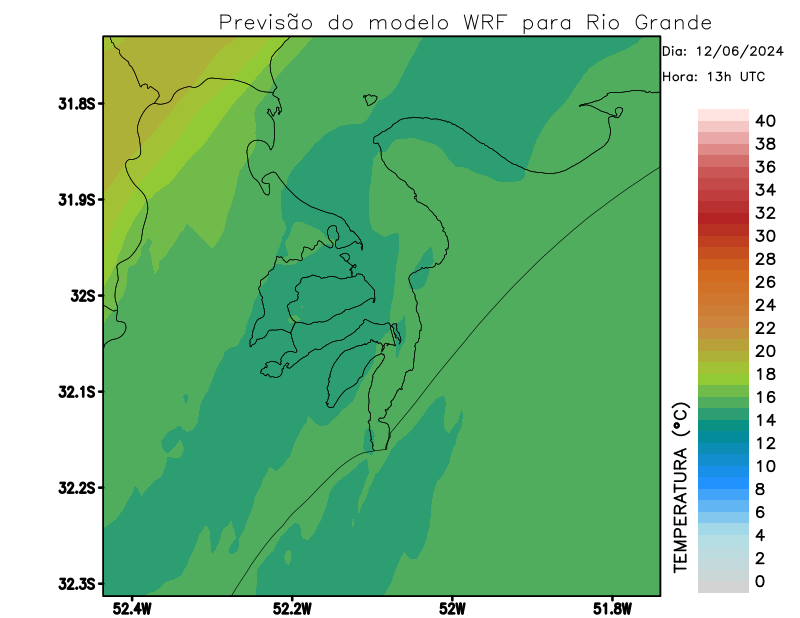 Previsão do modelo WRF para Rio Grande
Dia: 12/06/2024
Hora: 13h UTC
31.8S
31.9S
32S
32.1S
32.2S
32.3S
52.4W
52.2W
52W
51.8W
TEMPERATURA (°C)
40
38
36
34
32
30
28
26
24
22
20
18
16
14
12
10
8
6
4
2
0